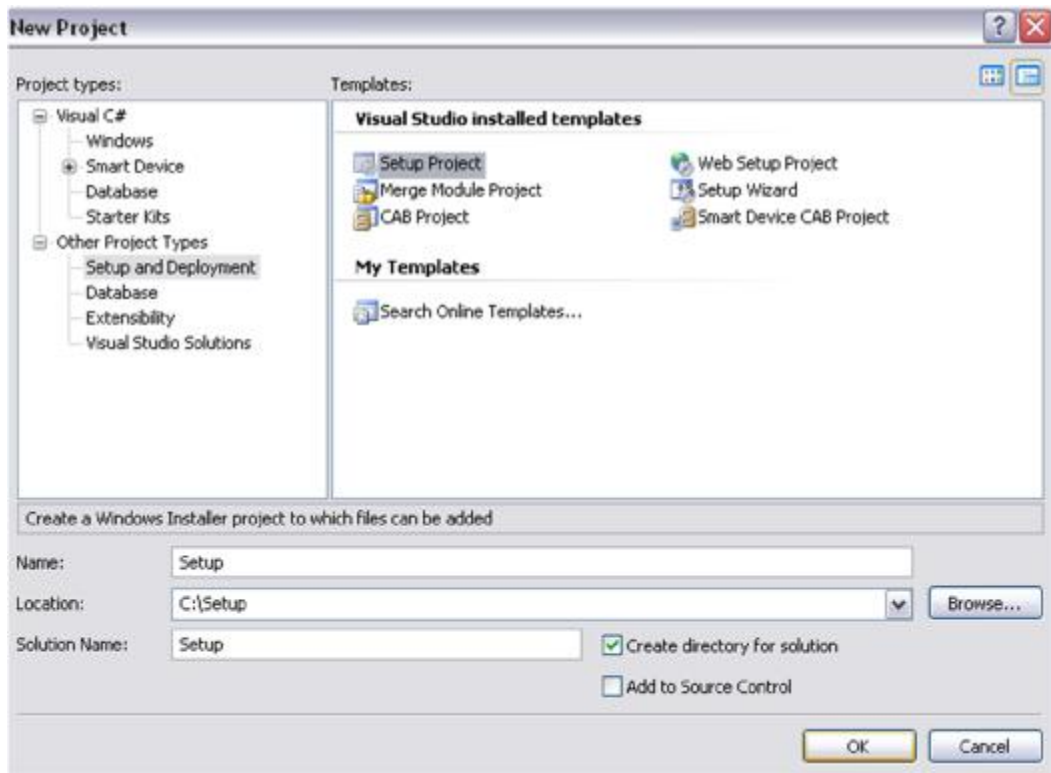 New Project
Project types:
Templates:
Visual C#
Windows
Smart Device
Database
Starter Kits
Other Project Types
Setup and Deployment
Database
Extensibility
Visual Studio Solutions
Visual Studio installed templates
Setup Project
Web Setup Project
Merge Module Project
Setup Wizard
CAB Project
Smart Device CAB Project
My Templates
Search Online Templates...
Create a Windows Installer project to which files can be added
Name:
Setup
Location:
C:\Setup
Browse...
Solution Name:
Setup
Create directory for solution
Add to Source Control
OK
Cancel